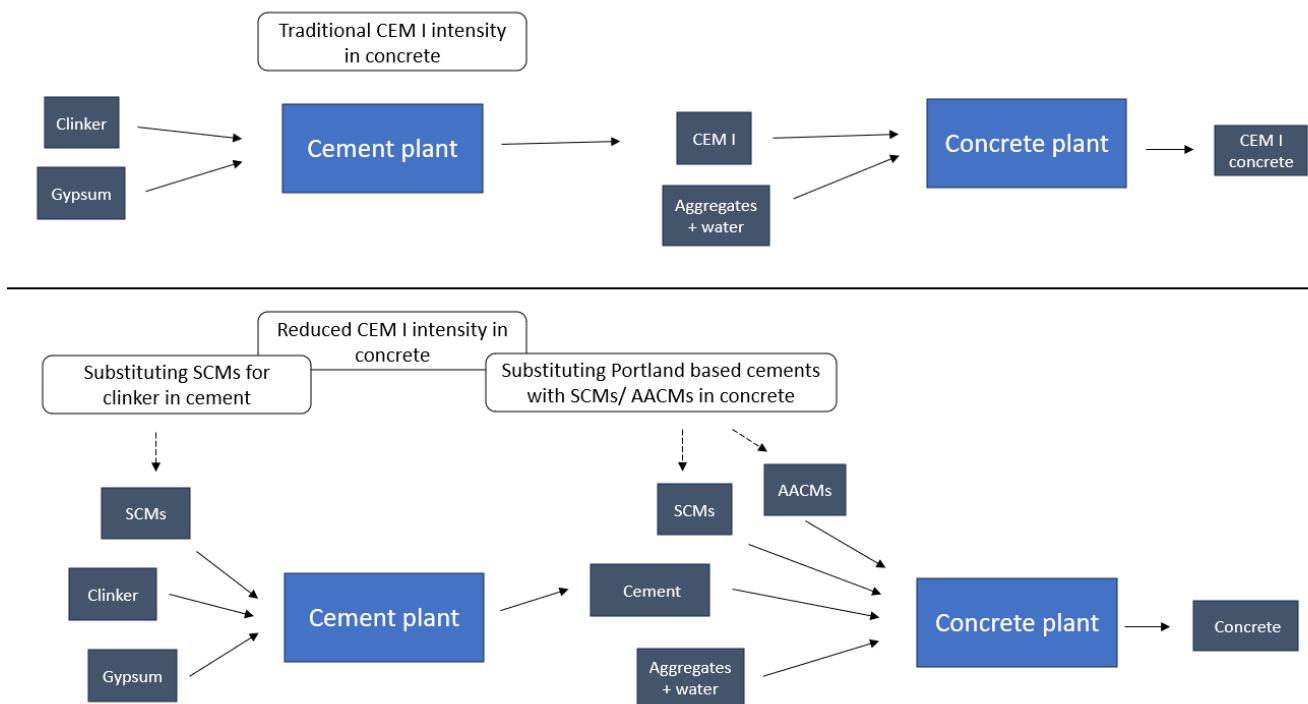 Traditional CEM I intensity
in concrete
Clinker
Gypsum
Cement plant
CEM I
Aggregates
+ water
Concrete plant
CEM I
concrete
Reduced CEM I intensity in
concrete
Substituting SCMs for
clinker in cement
Substituting Portland based cements
with SCMs/ AACMs in concrete
SCMs
Clinker
Gypsum
Cement plant
SCMs
AACMs
Cement
Aggregates
+ water
Concrete plant
Concrete